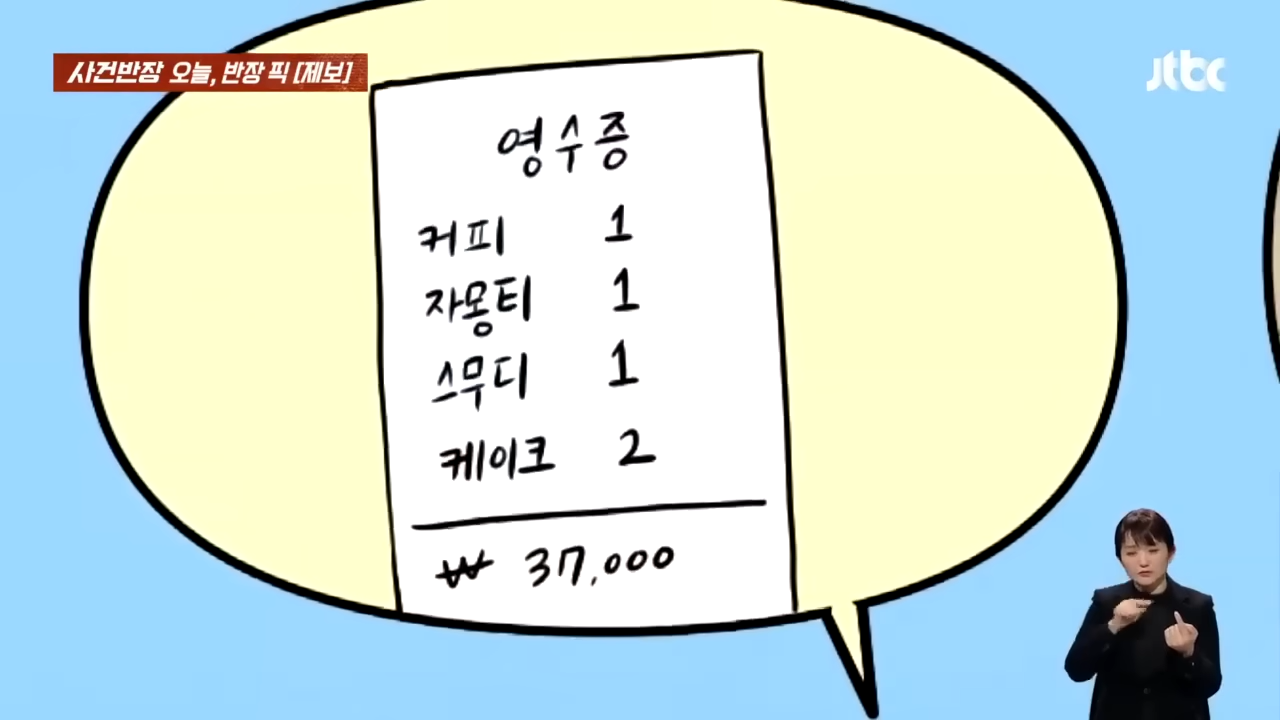 사건반장 오늘, 반장 픽 [제보]
jtbc
영수증
커피 1
자몽티 1
스무디 1
케이크 2
₩ 37,000